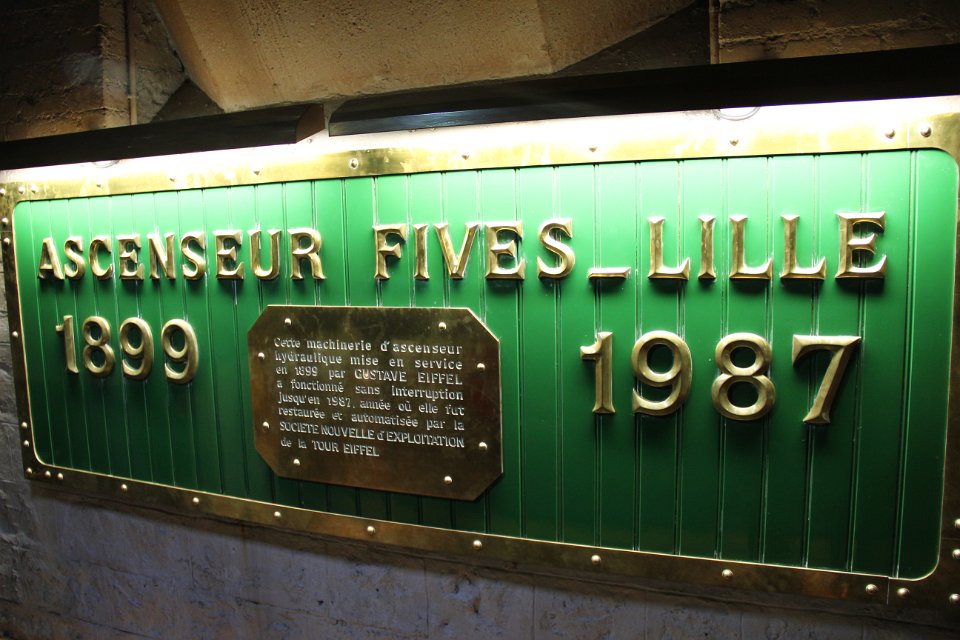 ASCENSEUR FIVES_LILLE
1899
Cette machinerie d'ascenseur
hydraulique mise en service
en 1899 par GUSTAVE EIFFEL
a fonctionné sans interruption
jusqu'en 1987, année où elle fut
restaurée et automatisée par la
SOCIETE NOUVELLE d'EXPLOITATION
de la TOUR EIFFEL
1987